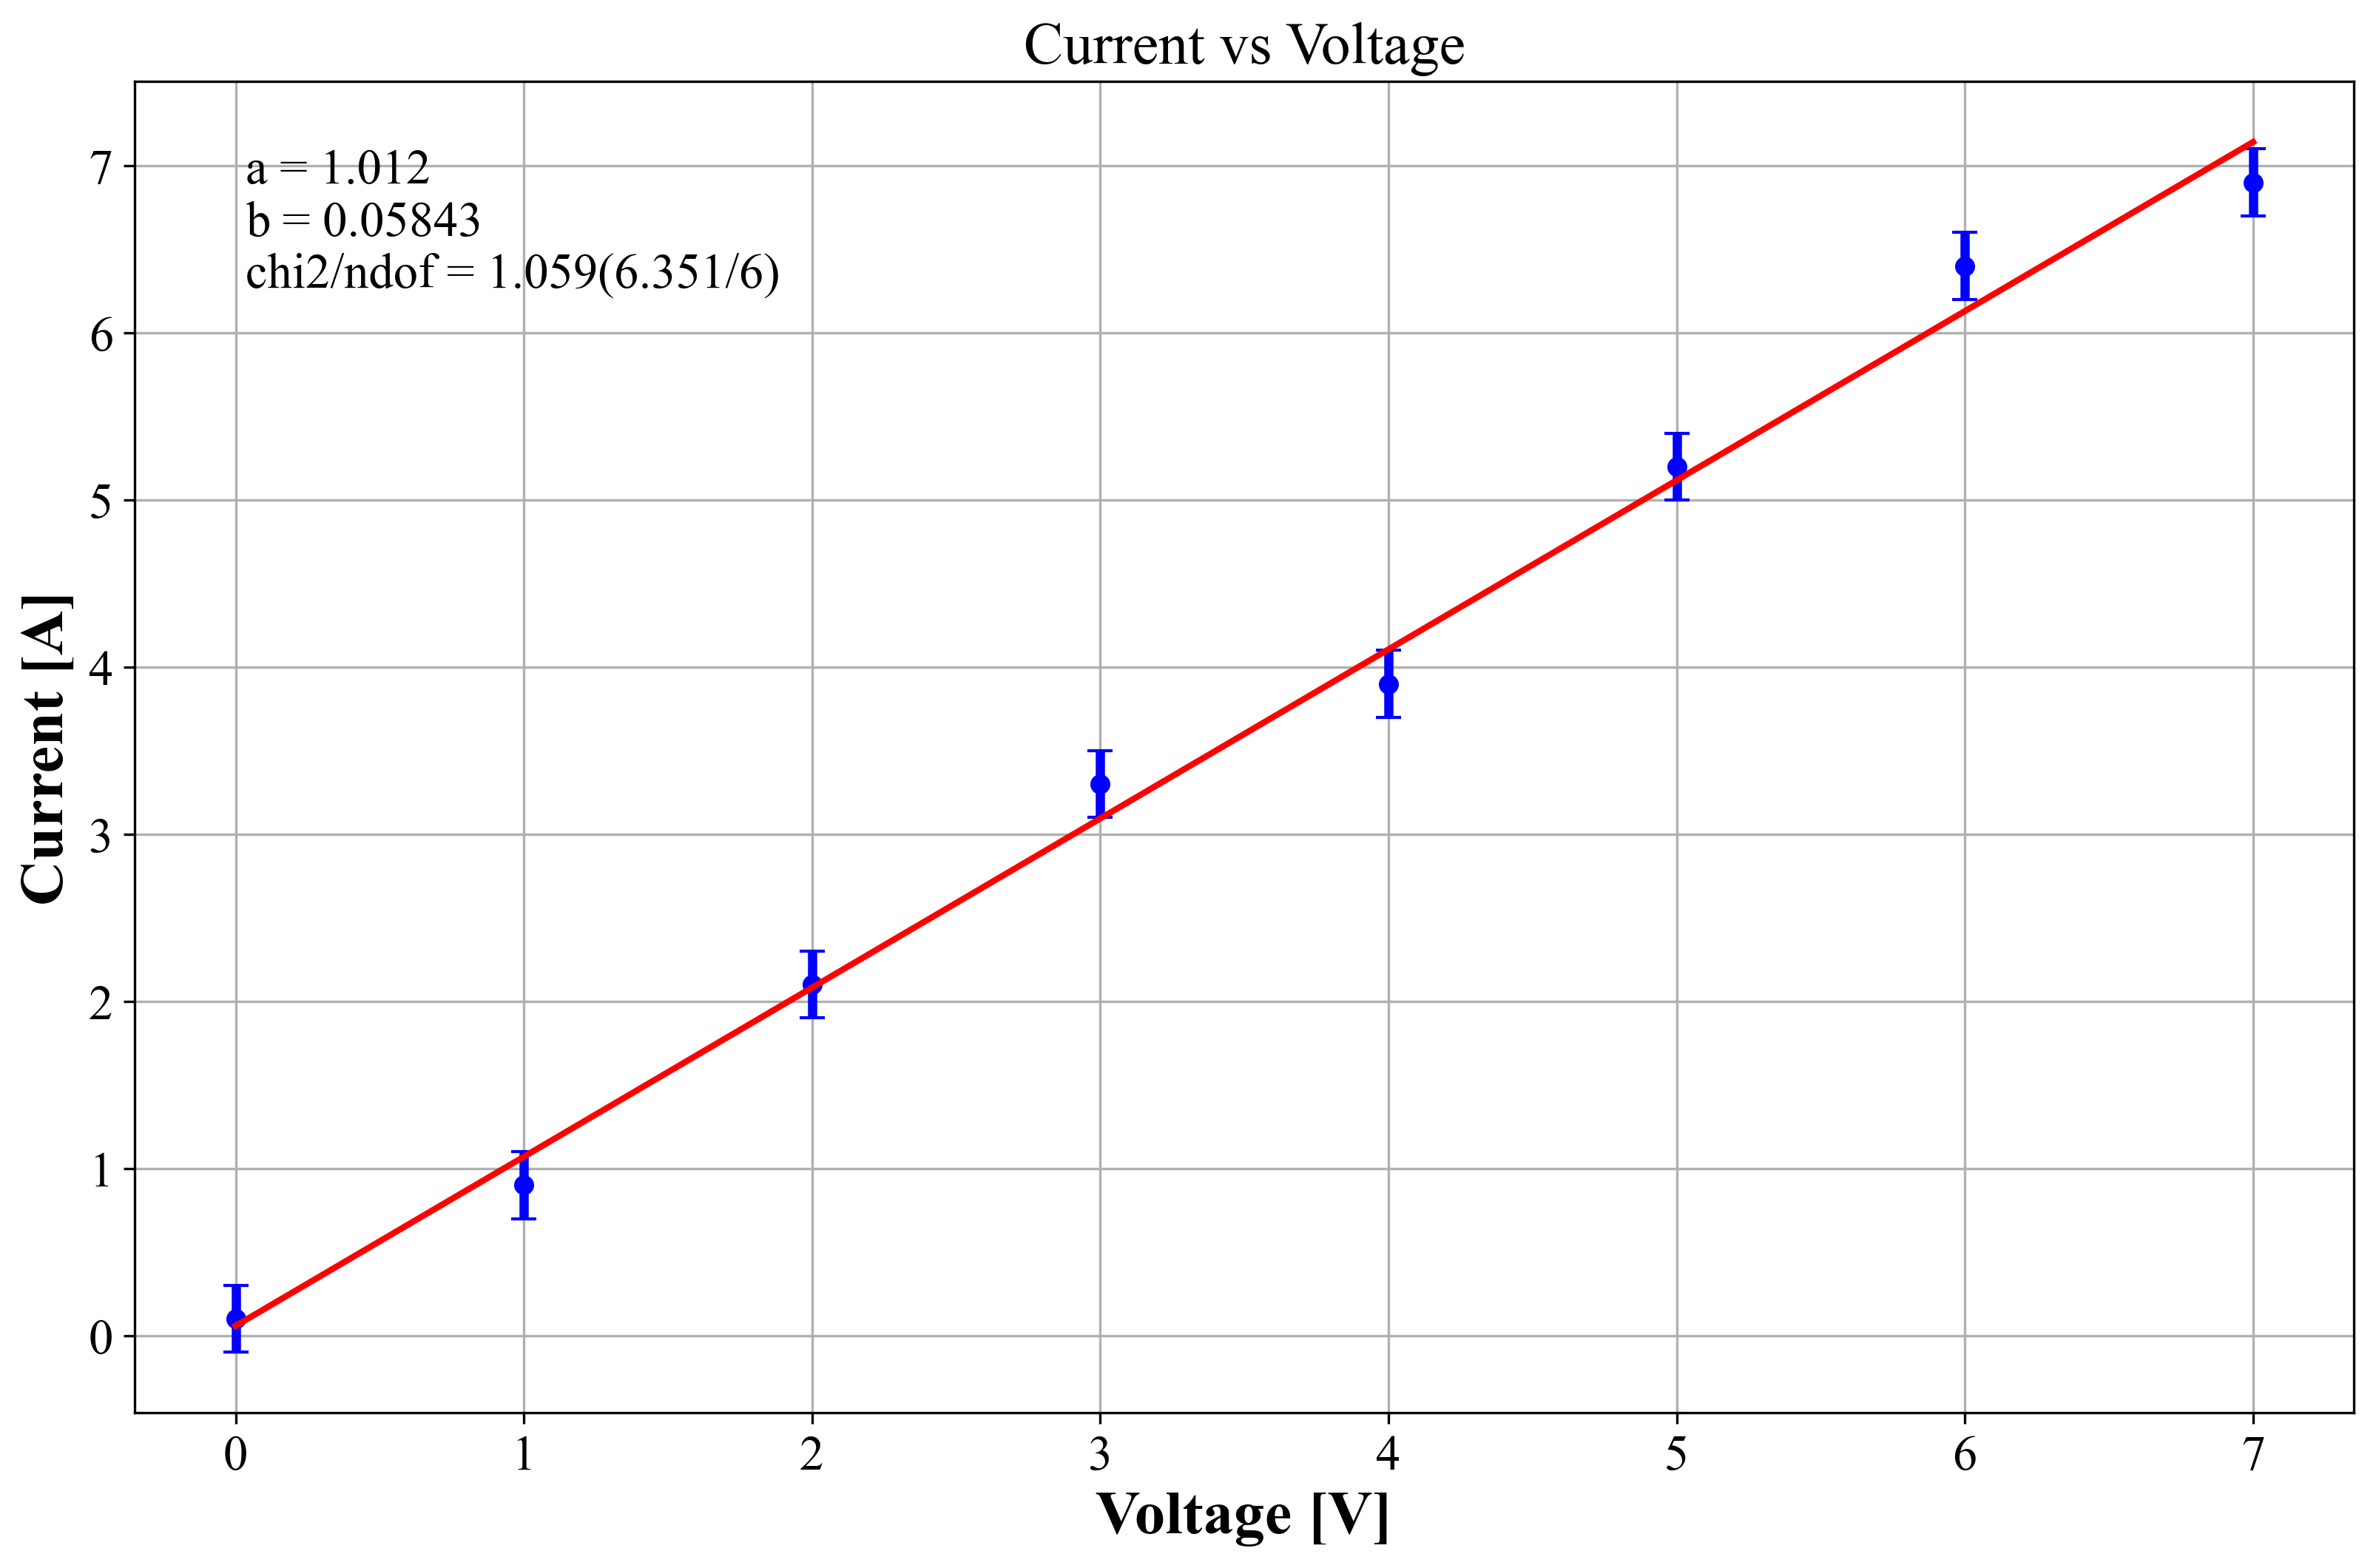 Current vs Voltage
a = 1.012
b = 0.05843
chi2/ndof = 1.059(6.351/6)
Current [A]
7
6
5
4
3
2
1
0
0 1 2 3 4 5 6 7
Voltage [V]